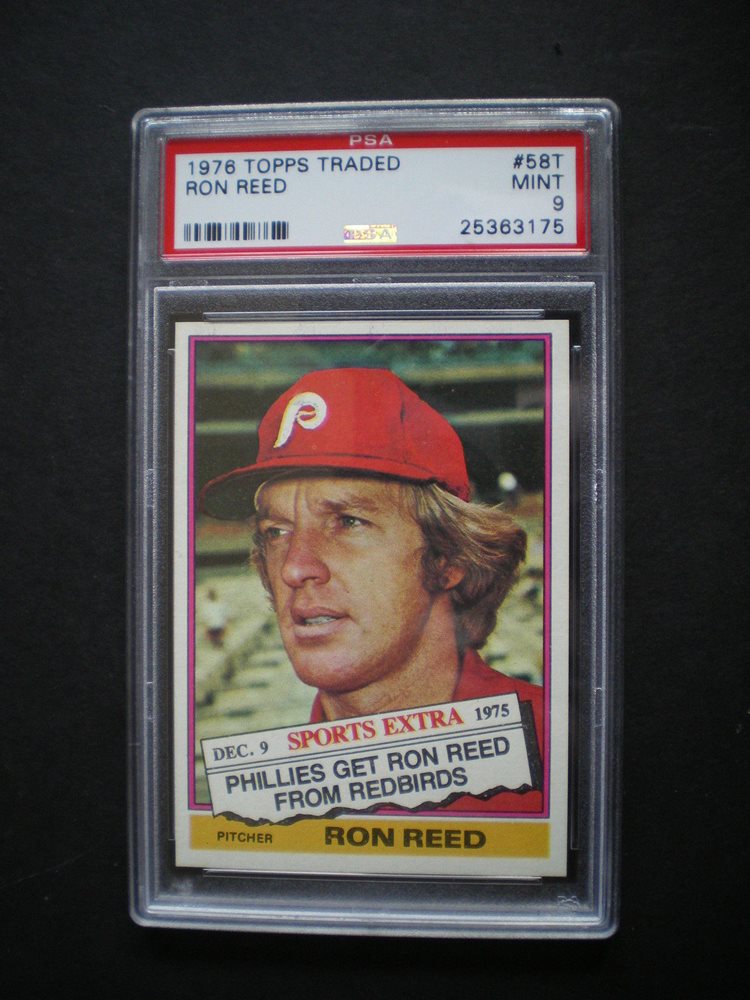 PSA
1976 TOPPS TRADED #58T
RON REED MINT
9
PSA 25363175
P
DEC. 9 SPORTS EXTRA 1975
PHILLIES GET RON REED
FROM REDBIRDS
PITCHER RON REED